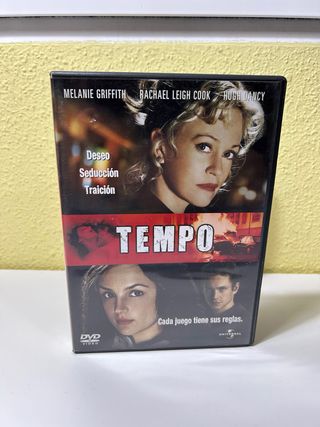 MELANIE GRIFFITH RACHAEL LEIGH COOK HUGH DANCY
Deseo
Seducción
Traición
TEMPO
Cada juego tiene sus reglas.
DVD
VIDEO
UNIVERSAL